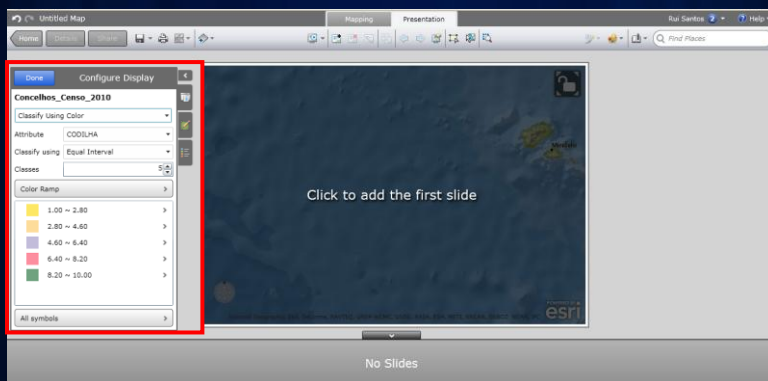 Untitled Map
Mapping
Presentation
Rui Santos
Help
Home
Details
Share
Find Places
Done
Configure Display
Concelhos_Censo_2010
Classify Using Color
Attribute
CODILHA
Classify using
Equal Interval
Classes
5
Color Ramp
1.00 ~ 2.80
2.80 ~ 4.60
4.60 ~ 6.40
6.40 ~ 8.20
8.20 ~ 10.00
All symbols
Click to add the first slide
esri
No Slides